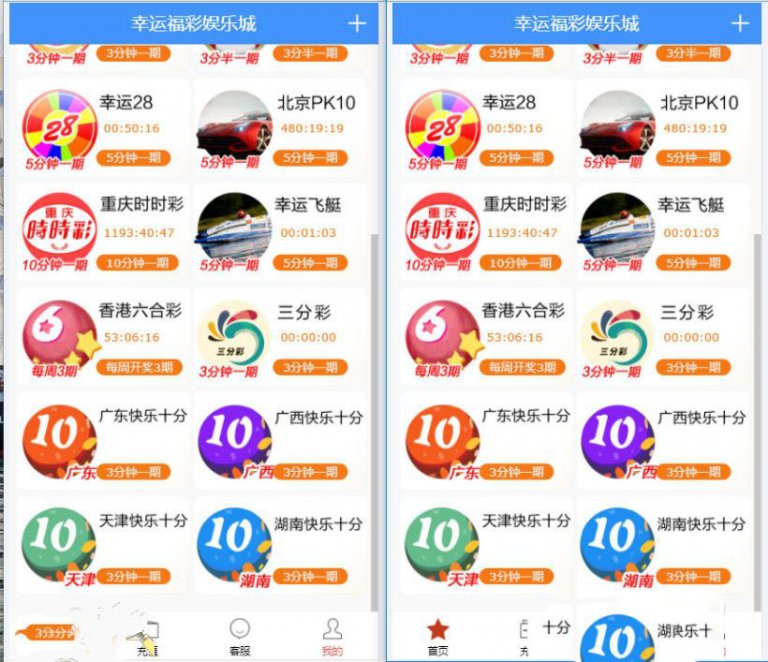 幸运福彩娱乐城
3分钟一期
3分钟一期
3分半一期
3分半一期
28
幸运28
00:50:16
5分钟一期
5分钟一期
北京PK10
480:19:19
5分钟一期
5分钟一期
重庆
時時彩
重庆时时彩
1193:40:47
10分钟一期
10分钟一期
幸运飞艇
00:01:03
5分钟一期
5分钟一期
6
香港六合彩
53:06:16
每周3期
每周开奖3期
三分彩
三分彩
00:00:00
3分钟一期
3分钟一期
10
广东快乐十分
广东
3分钟一期
10
广西快乐十分
广西
3分钟一期
10
天津快乐十分
天津
3分钟一期
10
湖南快乐十分
湖南
3分钟一期
客服
我的
幸运福彩娱乐城
3分钟一期
3分钟一期
3分半一期
3分半一期
28
幸运28
00:50:16
5分钟一期
5分钟一期
北京PK10
480:19:19
5分钟一期
5分钟一期
重庆
時時彩
重庆时时彩
1193:40:47
10分钟一期
10分钟一期
幸运飞艇
00:01:03
5分钟一期
5分钟一期
6
香港六合彩
53:06:16
每周3期
每周开奖3期
三分彩
三分彩
00:00:00
3分钟一期
3分钟一期
10
广东快乐十分
广东
3分钟一期
10
广西快乐十分
广西
3分钟一期
10
天津快乐十分
天津
3分钟一期
10
湖南快乐十分
湖南
3分钟一期
首页
十分
10
湖南快乐十分